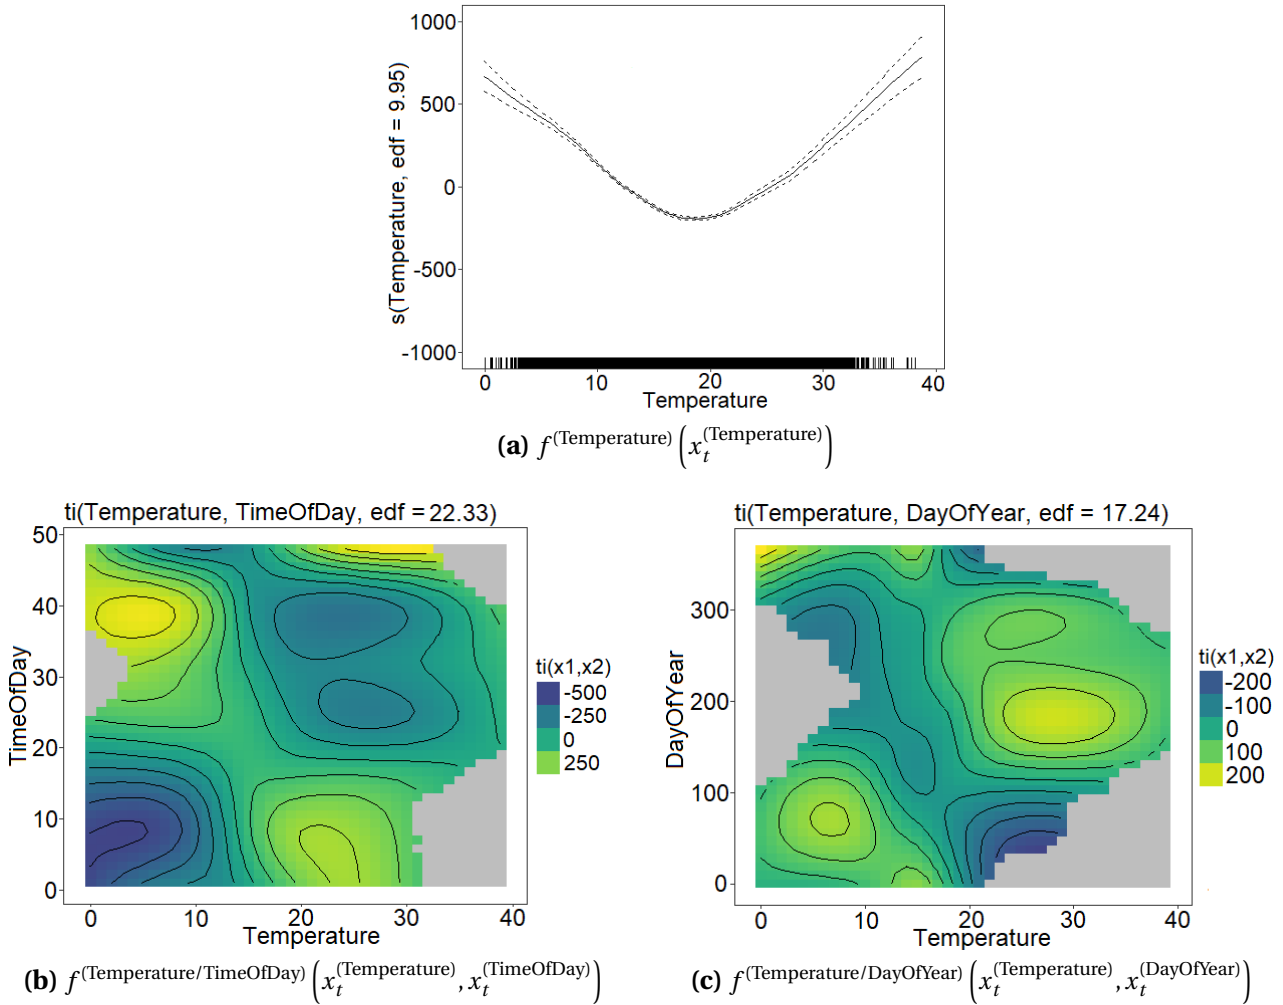 1000
500
0
-500
-1000
s(Temperature, edf = 9.95)
0 10 20 30 40
Temperature
(a) f^(Temperature) (x_t^(Temperature))
ti(Temperature, TimeOfDay, edf = 22.33)
50
40
30
20
10
0
TimeOfDay
0 10 20 30 40
Temperature
ti(x1,x2)
-500
-250
0
250
(b) f^(Temperature/TimeOfDay) (x_t^(Temperature), x_t^(TimeOfDay))
ti(Temperature, DayOfYear, edf = 17.24)
300
200
100
0
DayOfYear
0 10 20 30 40
Temperature
ti(x1,x2)
-200
-100
0
100
200
(c) f^(Temperature/DayOfYear) (x_t^(Temperature), x_t^(DayOfYear))